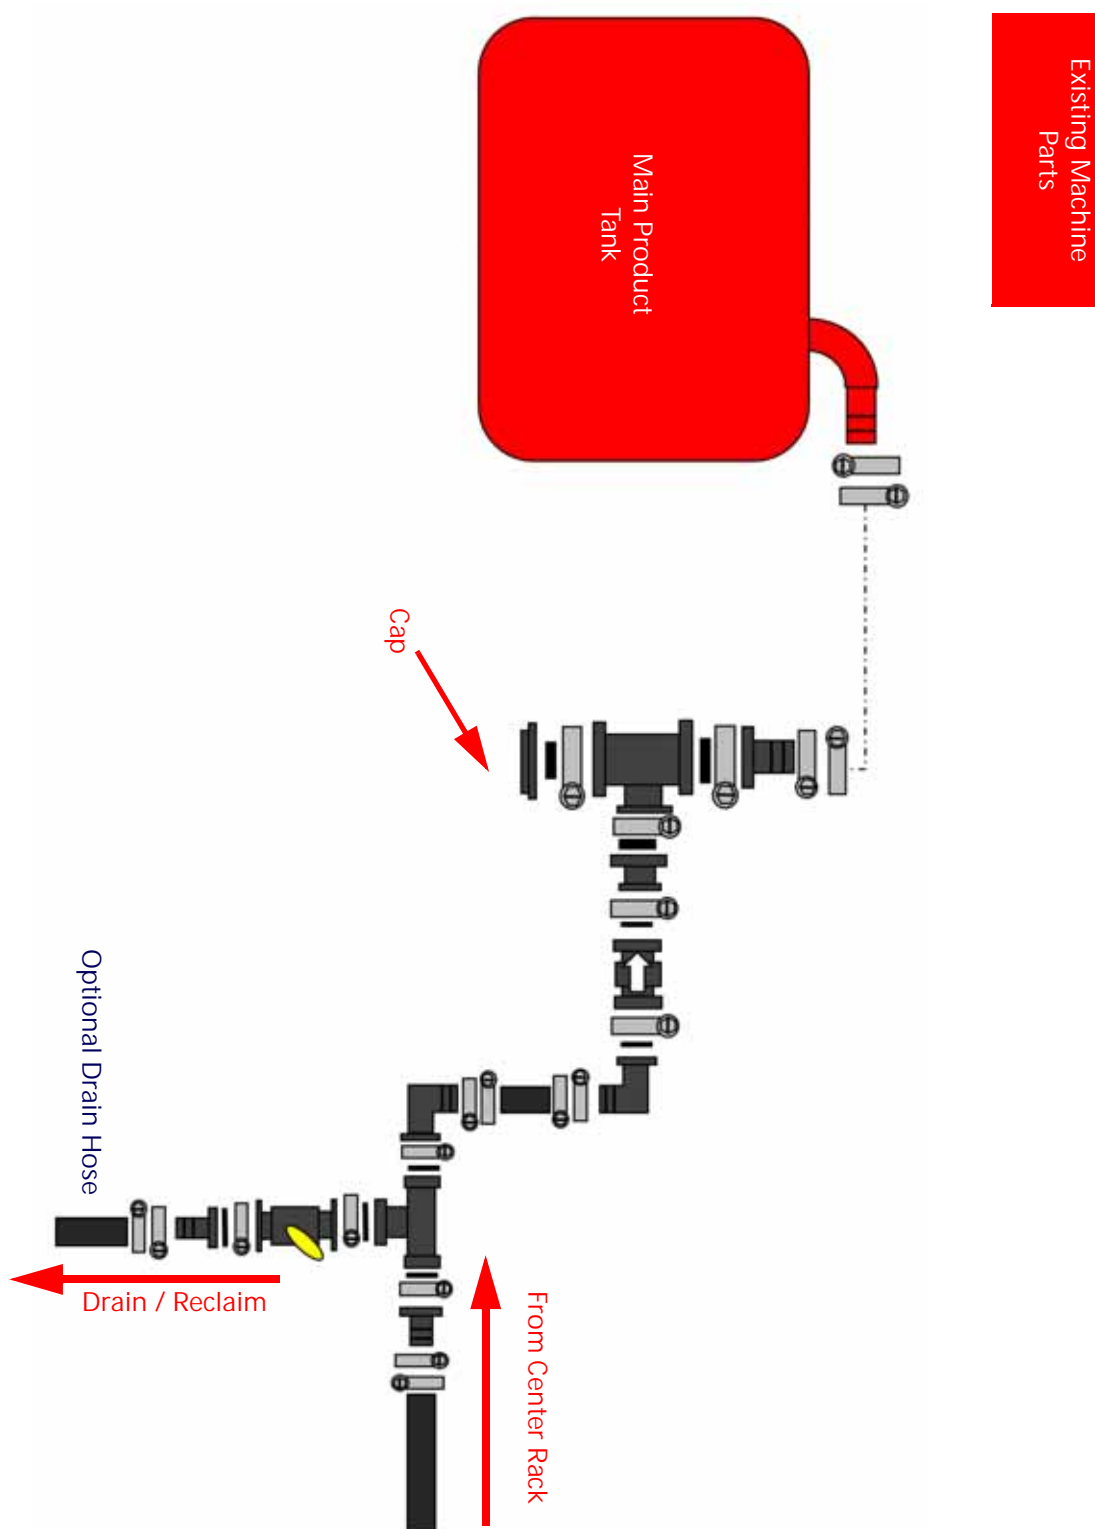 Existing Machine
Parts
Main Product
Tank
Cap
Optional Drain Hose
Drain / Reclaim
From Center Rack